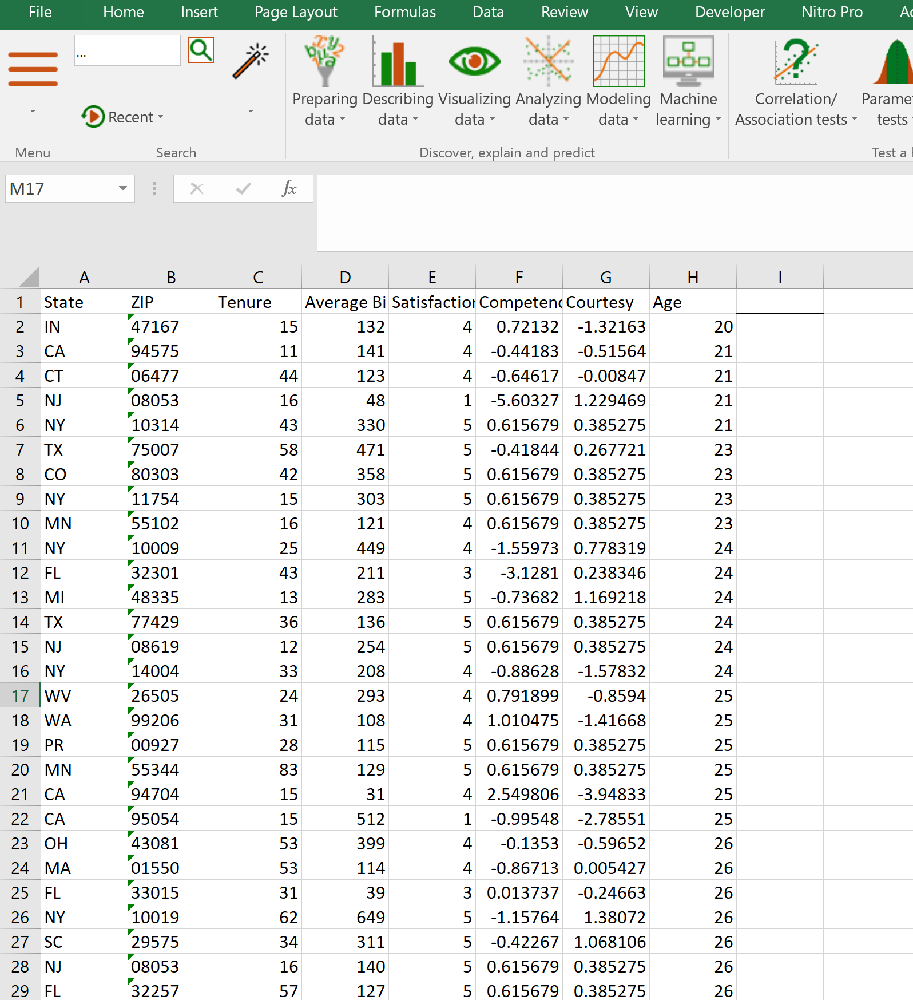 File Home Insert Page Layout Formulas Data Review View Developer Nitro Pro
...
Recent
Preparing data
Describing data
Visualizing data
Analyzing data
Modeling data
Machine learning
Correlation/ Association tests
tests
Menu Search Discover, explain and predict Test a
M17 fx
A B C D E F G H I
1 State ZIP Tenure Average Bil Satisfaction Competenc Courtesy Age
2 IN 47167 15 132 4 0.72132 -1.32163 20
3 CA 94575 11 141 4 -0.44183 -0.51564 21
4 CT 06477 44 123 4 -0.64617 -0.00847 21
5 NJ 08053 16 48 1 -5.60327 1.229469 21
6 NY 10314 43 330 5 0.615679 0.385275 21
7 TX 75007 58 471 5 -0.41844 0.267721 23
8 CO 80303 42 358 5 0.615679 0.385275 23
9 NY 11754 15 303 5 0.615679 0.385275 23
10 MN 55102 16 121 4 0.615679 0.385275 23
11 NY 10009 25 449 4 -1.55973 0.778319 24
12 FL 32301 43 211 3 -3.1281 0.238346 24
13 MI 48335 13 283 5 -0.73682 1.169218 24
14 TX 77429 36 136 5 0.615679 0.385275 24
15 NJ 08619 12 254 5 0.615679 0.385275 24
16 NY 14004 33 208 4 -0.88628 -1.57832 24
17 WV 26505 24 293 4 0.791899 -0.8594 25
18 WA 99206 31 108 4 1.010475 -1.41668 25
19 PR 00927 28 115 5 0.615679 0.385275 25
20 MN 55344 83 129 5 0.615679 0.385275 25
21 CA 94704 15 31 4 2.549806 -3.94833 25
22 CA 95054 15 512 1 -0.99548 -2.78551 25
23 OH 43081 53 399 4 -0.1353 -0.59652 26
24 MA 01550 53 114 4 -0.86713 0.005427 26
25 FL 33015 31 39 3 0.013737 -0.24663 26
26 NY 10019 62 649 5 -1.15764 1.38072 26
27 SC 29575 34 311 5 -0.42267 1.068106 26
28 NJ 08053 16 140 5 0.615679 0.385275 26
29 FL 32257 57 127 5 0.615679 0.385275 26